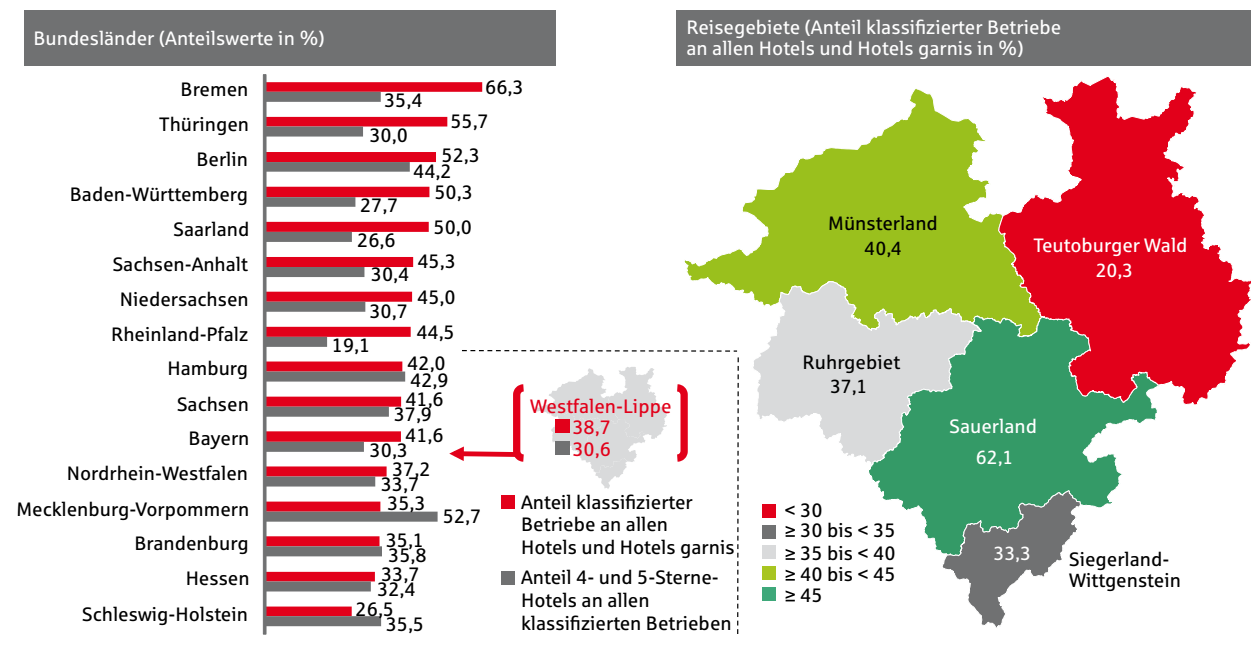 Bundesländer (Anteilswerte in %)
Bremen
66,3
35,4
Thüringen
55,7
30,0
Berlin
52,3
44,2
Baden-Württemberg
50,3
27,7
Saarland
50,0
26,6
Sachsen-Anhalt
45,3
30,4
Niedersachsen
45,0
30,7
Rheinland-Pfalz
44,5
19,1
Hamburg
42,0
42,9
Sachsen
41,6
37,9
Bayern
41,6
30,3
Nordrhein-Westfalen
37,2
33,7
Mecklenburg-Vorpommern
35,3
52,7
Brandenburg
35,1
35,8
Hessen
33,7
32,4
Schleswig-Holstein
26,5
35,5
Westfalen-Lippe
38,7
30,6
Anteil klassifizierter
Betriebe an allen
Hotels und Hotels garnis
Anteil 4- und 5-Sterne-
Hotels an allen
klassifizierten Betrieben
Reisegebiete (Anteil klassifizierter Betriebe
an allen Hotels und Hotels garnis in %)
Münsterland
40,4
Teutoburger Wald
20,3
Ruhrgebiet
37,1
Sauerland
62,1
33,3
Siegerland-
Wittgenstein
< 30
≥ 30 bis < 35
≥ 35 bis < 40
≥ 40 bis < 45
≥ 45